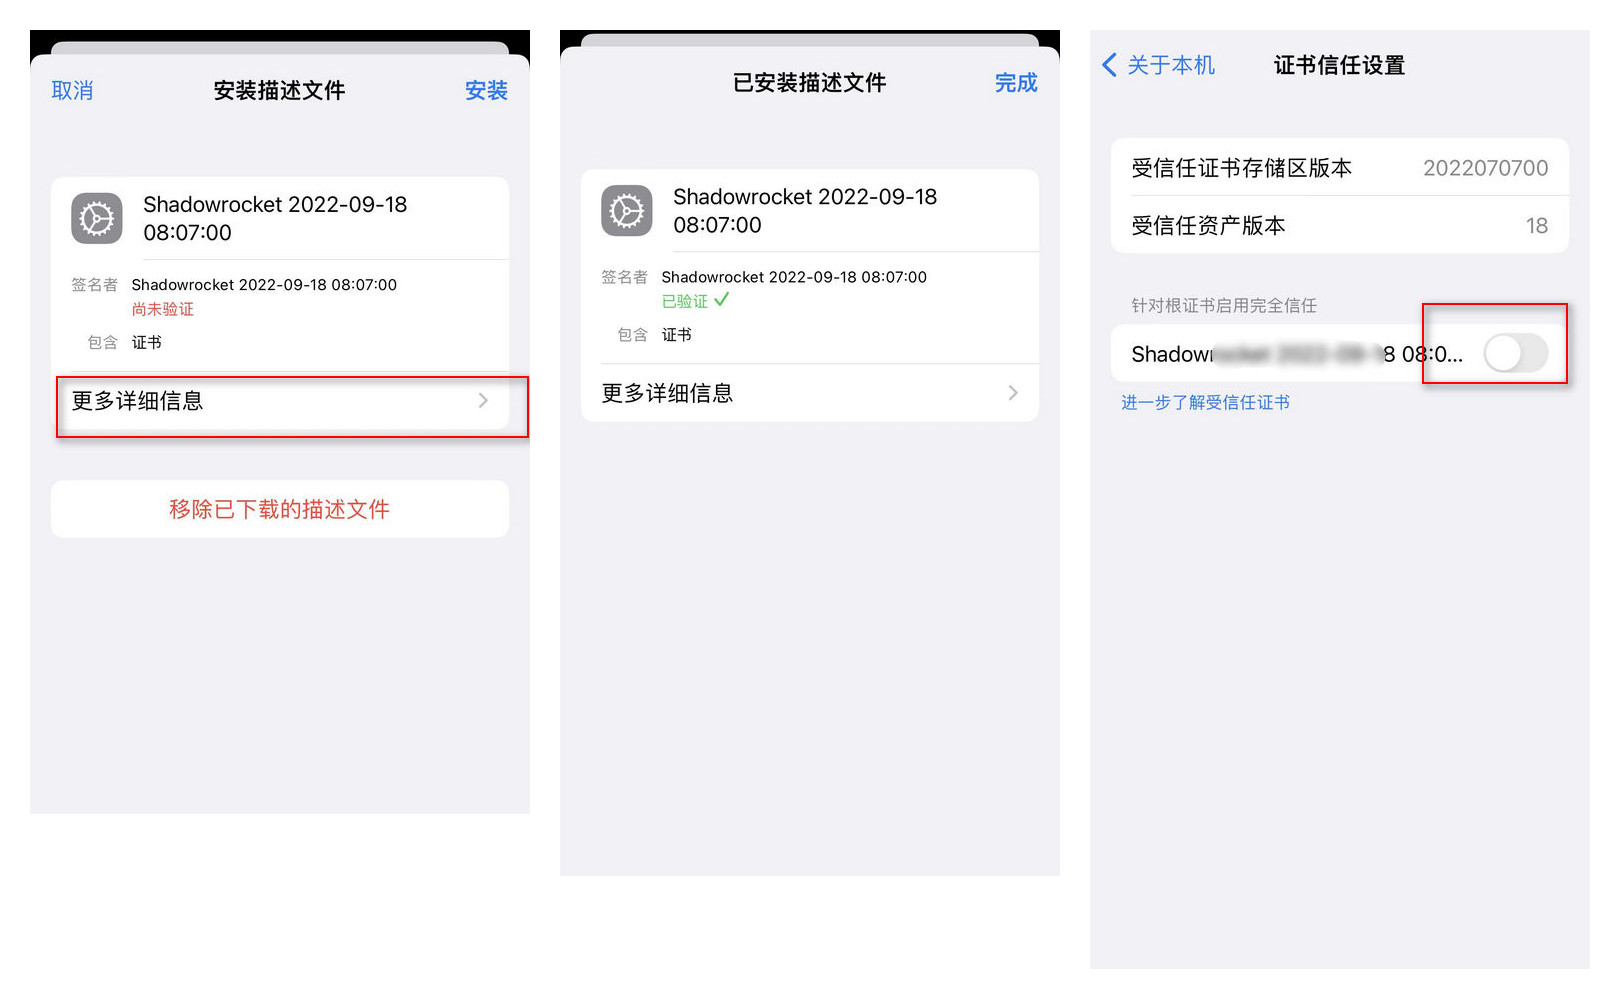 取消
安装描述文件
安装
Shadowrocket 2022-09-18
08:07:00
签名者 Shadowrocket 2022-09-18 08:07:00
尚未验证
包含 证书
更多详细信息
移除已下载的描述文件
已安装描述文件
完成
Shadowrocket 2022-09-18
08:07:00
签名者 Shadowrocket 2022-09-18 08:07:00
已验证
包含 证书
更多详细信息
关于本机
证书信任设置
受信任证书存储区版本 2022070700
受信任资产版本 18
针对根证书启用完全信任
8 08:0...
进一步了解受信任证书